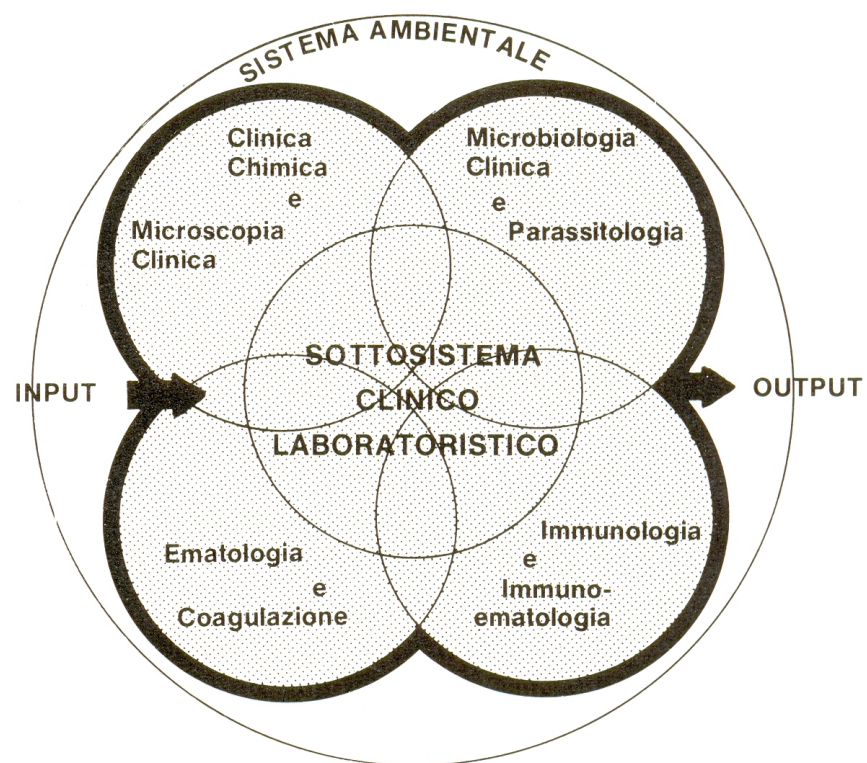 SISTEMA AMBIENTALE
Clinica
Chimica
e
Microscopia
Clinica
Microbiologia
Clinica
e
Parassitologia
INPUT
SOTTOSISTEMA
CLINICO
LABORATORISTICO
OUTPUT
Ematologia
e
Coagulazione
Immunologia
e
Immuno-
ematologia